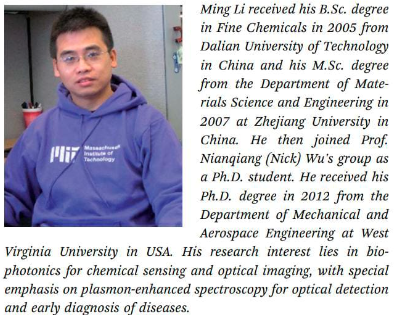 Ming Li received his B.Sc. degree
in Fine Chemicals in 2005 from
Dalian University of Technology
in China and his M.Sc. degree
from the Department of Mate-
rials Science and Engineering in
2007 at Zhejiang University in
China. He then joined Prof.
Nianqiang (Nick) Wu's group as
a Ph.D. student. He received his
Ph.D. degree in 2012 from the
Department of Mechanical and
Aerospace Engineering at West
Virginia University in USA. His research interest lies in bio-
photonics for chemical sensing and optical imaging, with special
emphasis on plasmon-enhanced spectroscopy for optical detection
and early diagnosis of diseases.
Massachusetts
Institute of
Technology